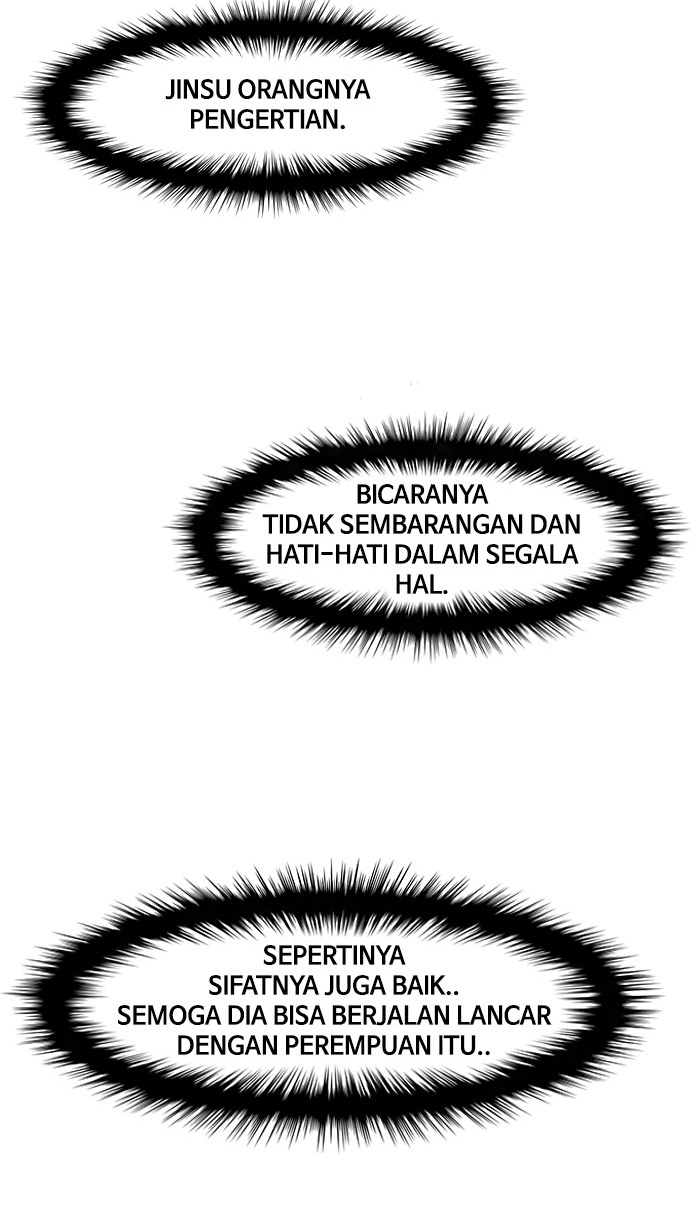 JINSU ORANGNYA
PENGERTIAN.
BICARANYA
TIDAK SEMBARANGAN DAN
HATI-HATI DALAM SEGALA
HAL.
SEPERTINYA
SIFATNYA JUGA BAIK..
SEMOGA DIA BISA BERJALAN LANCAR
DENGAN PEREMPUAN ITU..